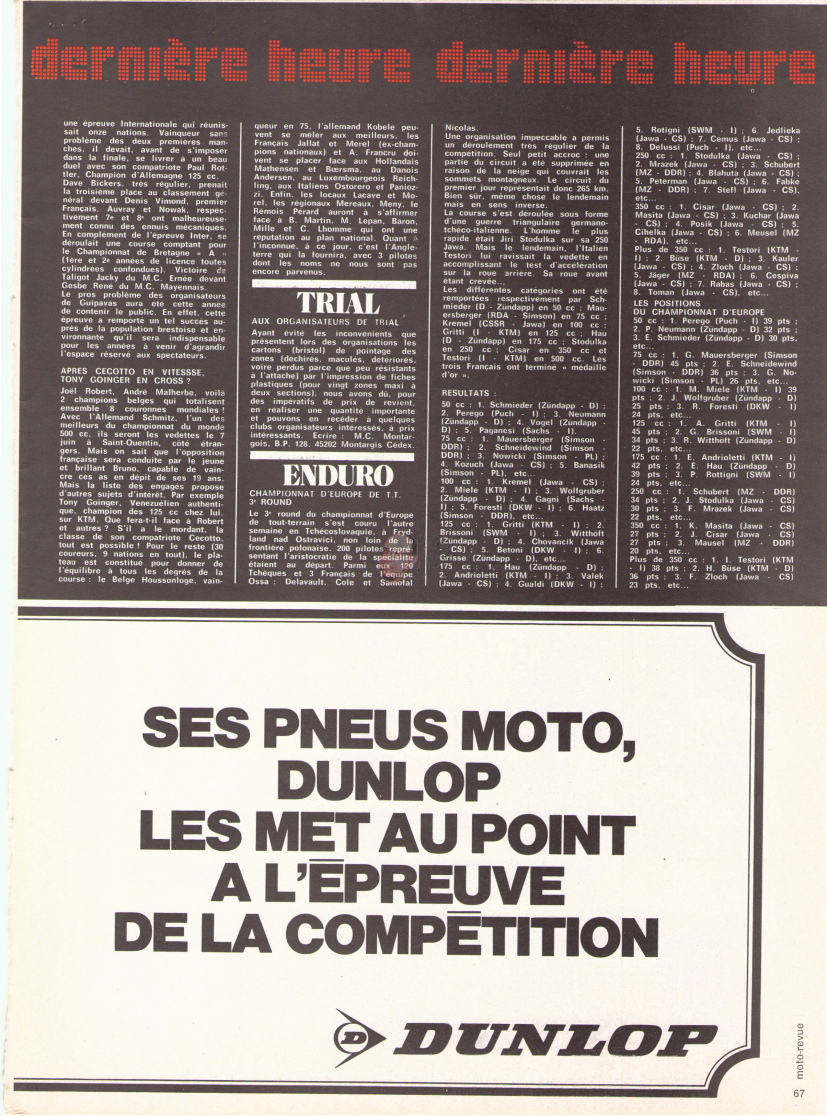 dernière heure dernière heure
une épreuve Internationale qui réunis-
sait onze nations. Vainqueur sans
problème des deux premières man-
ches, il devait, avant de s'imposer
dans la finale, se livrer à un beau
duel avec son compatriote Paul Rot-
tler, Champion d'Allemagne 125 cc.
Dave Bickers, très régulier, prenait
la troisième place au classement gé-
néral devant Denis Vimond, premier
Français, Auvray et Nowak, respec-
tivement 7e et 8e ont malheureuse-
ment connu des ennuis mécaniques.
En complément de l'épreuve Inter, se
déroulait une course comptant pour
le Championnat de Bretagne « A »
(1ère et 2e années de licence toutes
cylindrées confondues). Victoire de
Taligot Jacky du M.C. Ernée devant
Gesbe René du M.C. Mayennais.
Le pros problème des organisateurs
de Guipavas aura été cette année
de contenir le public. En effet, cette
épreuve a remporté un tel succès au-
près de la population brestoise et en-
vironnante qu'il sera indispensable
pour les années à venir d'agrandir
l'espace réservé aux spectateurs.
APRES CECOTTO EN VITESSSE,
TONY GOINGER EN CROSS ?
Joël Robert, André Malherbe, voilà
2 champions belges qui totalisent
ensemble 8 couronnes mondiales !
Avec l'Allemand Schmitz, l'un des
meilleurs du championnat du monde
500 cc, ils seront les vedettes le 7
juin à Saint-Quentin, côté étran-
gers. Mais on sait que l'opposition
française sera conduite par le jeune
et brillant Bruno, capable de vain-
cre ces as en dépit de ses 19 ans.
Mais la liste des engagés propose
d'autres sujets d'intérêt. Par exemple
Tony Goinger, Venezuélien authenti-
que, champion des 125 cc chez lui,
sur KTM. Que fera-t-il face à Robert
et autres ? S'il a le mordant, la
classe de son compatriote Cecotto,
tout est possible ! Pour le reste (30
coureurs, 9 nations en tout), le pla-
teau est constitué pour donner de
l'équilibre à tous les degrés de la
course : le Belge Houssonloge, vain-
queur en 75, l'allemand Kobele peu-
vent se mêler aux meilleurs, les
Français Jallat et Merel (ex-cham-
pions nationaux) et A. Francru doi-
vent se placer face aux Hollandais
Mathensen et Bœrsma, au Danois
Andersen, au Luxembourgeois Reich-
ling, aux Italiens Ostorero et Panioz-
zi. Enfin, les locaux Lacave et Mo-
rel, les régionaux Mereaux, Meny, le
Rémois Perard auront à s'affirmer
face à B. Martin, M. Lepan, Bardou,
Mille et C. Lhomme qui ont une
réputation au plan national. Quant à
l'inconnue, à ce jour, c'est l'Angle-
terre qui la fournira, avec 3 pilotes
dont les noms ne nous sont pas
encore parvenus.
TRIAL
AUX ORGANISATEURS DE TRIAL
Ayant évité les inconvénients que
présentent lors des organisations les
cartons (bristol) de pointage des
zones (déchirés, macules, détériorés,
voire perdus parce que peu résistants
à l'attache) par l'impression de fiches
plastiques (pour vingt zones maxi à
deux sections), nous avons dû, pour
des impératifs de prix de revient,
en réaliser une quantité importante
et pouvons en recéder à quelques
clubs organisateurs intéressés, à prix
intéressants. Ecrire : M.C. Montar-
gois, B.P. 128, 45202 Montargis Cédex.
ENDURO
CHAMPIONNAT D'EUROPE DE T.T.
3e ROUND
Le 3e round du championnat d'Europe
de tout-terrain s'est couru l'autre
semaine en Tchécoslovaquie, à Fryd-
land nad Ostravici, non loin de la
frontière polonaise. 200 pilotes repré-
sentent l'aristocratie de la spécialité
étaient au départ. Parmi eux 120
Tchèques et 3 Français de l'équipe
Ossa : Delavault, Cole et Samofal
Nicolas.
Une organisation impeccable a permis
un déroulement très régulier de la
compétition. Seul petit accroc : une
partie du circuit a été supprimée en
raison de la neige qui couvrait les
sommets montagneux. Le circuit du
premier jour représentait donc 265 km.
Bien sûr, même chose le lendemain
mais en sens inverse.
La course s'est déroulée sous forme
d'une guerre triangulaire germano-
tchéco-italienne. L'homme le plus
rapide était Jiri Stodulka sur sa 250
Jawa. Mais le lendemain, l'Italien
Testori lui ravissait la vedette en
accomplissant le test d'accélération
sur la roue arrière. Sa roue avant
étant crevée...
Les différentes catégories ont été
remportées respectivement par Sch-
mieder (D - Zündapp) en 50 cc ; Mau-
ersberger (RDA - Simson) en 75 cc ;
Kremel (CSSR - Jawa) en 100 cc ;
Gritti (I - KTM) en 125 cc ; Hau
(D - Zündapp) en 175 cc ; Stodulka
en 250 cc ; Cisar en 350 cc et
Testori (I - KTM) en 500 cc. Les
trois Français ont terminé « médaille
d'or ».
RESULTATS :
50 cc : 1. Schmieder (Zündapp - D) ;
2. Perego (Puch - I) ; 3. Neumann
(Zündapp - D) ; 4. Vogel (Zündapp -
D) ; 5. Paganesi (Sachs - I).
75 cc : 1. Mauersberger (Simson -
DDR) ; 2. Schneidewind (Simson -
DDR) ; 3. Nowicki (Simson - PL) ;
4. Kozuch (Jawa - CS) ; 5. Banasik
(Simson - PL), etc...
100 cc : 1. Kremel (Jawa - CS) ;
2. Miele (KTM - I) ; 3. Wolfgruber
(Zündapp - D) ; 4. Gagni (Sachs -
I) ; 5. Foresti (DKW - I) ; 6. Haatz
(Simson - DDR), etc...
125 cc : 1. Gritti (KTM - I) ; 2.
Brissoni (SWM - I) ; 3. Witthoft
(Zündapp - D) ; 4. Chovancik (Jawa
- CS) ; 5. Betoni (DKW - I) ; 6.
Grisse (Zündapp - D), etc...
175 cc : 1. Hau (Zündapp - D) ;
2. Andrioletti (KTM - I) ; 3. Valek
(Jawa - CS) ; 4. Gualdi (DKW - I) ;
5. Rotigni (SWM - I) ; 6. Jedlieka
(Jawa - CS) ; 7. Cemus (Jawa - CS) ;
8. Delussi (Puch - I), etc...
250 cc : 1. Stodulka (Jawa - CS) ;
2. Mrazek (Jawa - CS) ; 3. Schubert
(MZ - DDR) ; 4. Blahuta (Jawa - CS) ;
5. Peterman (Jawa - CS) ; 6. Fabke
(MZ - DDR) ; 7. Stefl (Jawa - CS),
etc...
350 cc : 1. Cisar (Jawa - CS) ; 2.
Masita (Jawa - CS) ; 3. Kuchar (Jawa
- CS) ; 4. Posik (Jawa - CS) ; 5.
Cihelka (Jawa - CS) ; 6. Meusel (MZ
- RDA), etc...
Plus de 350 cc : 1. Testori (KTM -
I) ; 2. Büse (KTM - D) ; 3. Kauler
(Jawa - CS) ; 4. Zloch (Jawa - CS) ;
5. Jäger (MZ - RDA) ; 6. Cespiva
(Jawa - CS) ; 7. Rabas (Jawa - CS) ;
8. Toman (Jawa - CS), etc...
LES POSITIONS
DU CHAMPIONNAT D'EUROPE
50 cc : 1. Perego (Puch - I) 39 pts ;
2. P. Neumann (Zündapp - D) 32 pts ;
3. E. Schmieder (Zündapp - D) 30 pts,
etc...
75 cc : 1. G. Mauersberger (Simson
- DDR) 45 pts ; 2. E. Schneidewind
(Simson - DDR) 36 pts ; 3. G. No-
wicki (Simson - PL) 26 pts, etc...
100 cc : 1. M. Miele (KTM - I) 39
pts ; 2. J. Wolfgruber (Zündapp - D)
25 pts ; 3. R. Foresti (DKW - I)
24 pts, etc...
125 cc : 1. A. Gritti (KTM - I)
45 pts ; 2. G. Brissoni (SWM - I)
34 pts ; 3. R. Witthöft (Zündapp - D)
22 pts, etc...
175 cc : 1. E. Andrioletti (KTM - I)
42 pts ; 2. E. Hau (Zündapp - D)
39 pts ; 3. P. Rottigni (SWM - I)
24 pts, etc...
250 cc : 1. Schubert (MZ - DDR)
34 pts ; 2. J. Stodulka (Jawa - CS)
30 pts ; 3. F. Mrazek (Jawa - CS)
22 pts, etc...
350 cc : 1. K. Masita (Jawa - CS)
27 pts ; 2. J. Cisar (Jawa - CS)
27 pts ; 3. Mausel (MZ - DDR)
20 pts, etc...
Plus de 350 cc : 1. I. Testori (KTM
- I) 38 pts ; 2. H. Büse (KTM - D)
36 pts ; 3. F. Zloch (Jawa - CS)
23 pts, etc...
SES PNEUS MOTO,
DUNLOP
LES MET AU POINT
A L'ĒPREUVE
DE LA COMPĒTITION
D DUNLOP
moto-revue
67